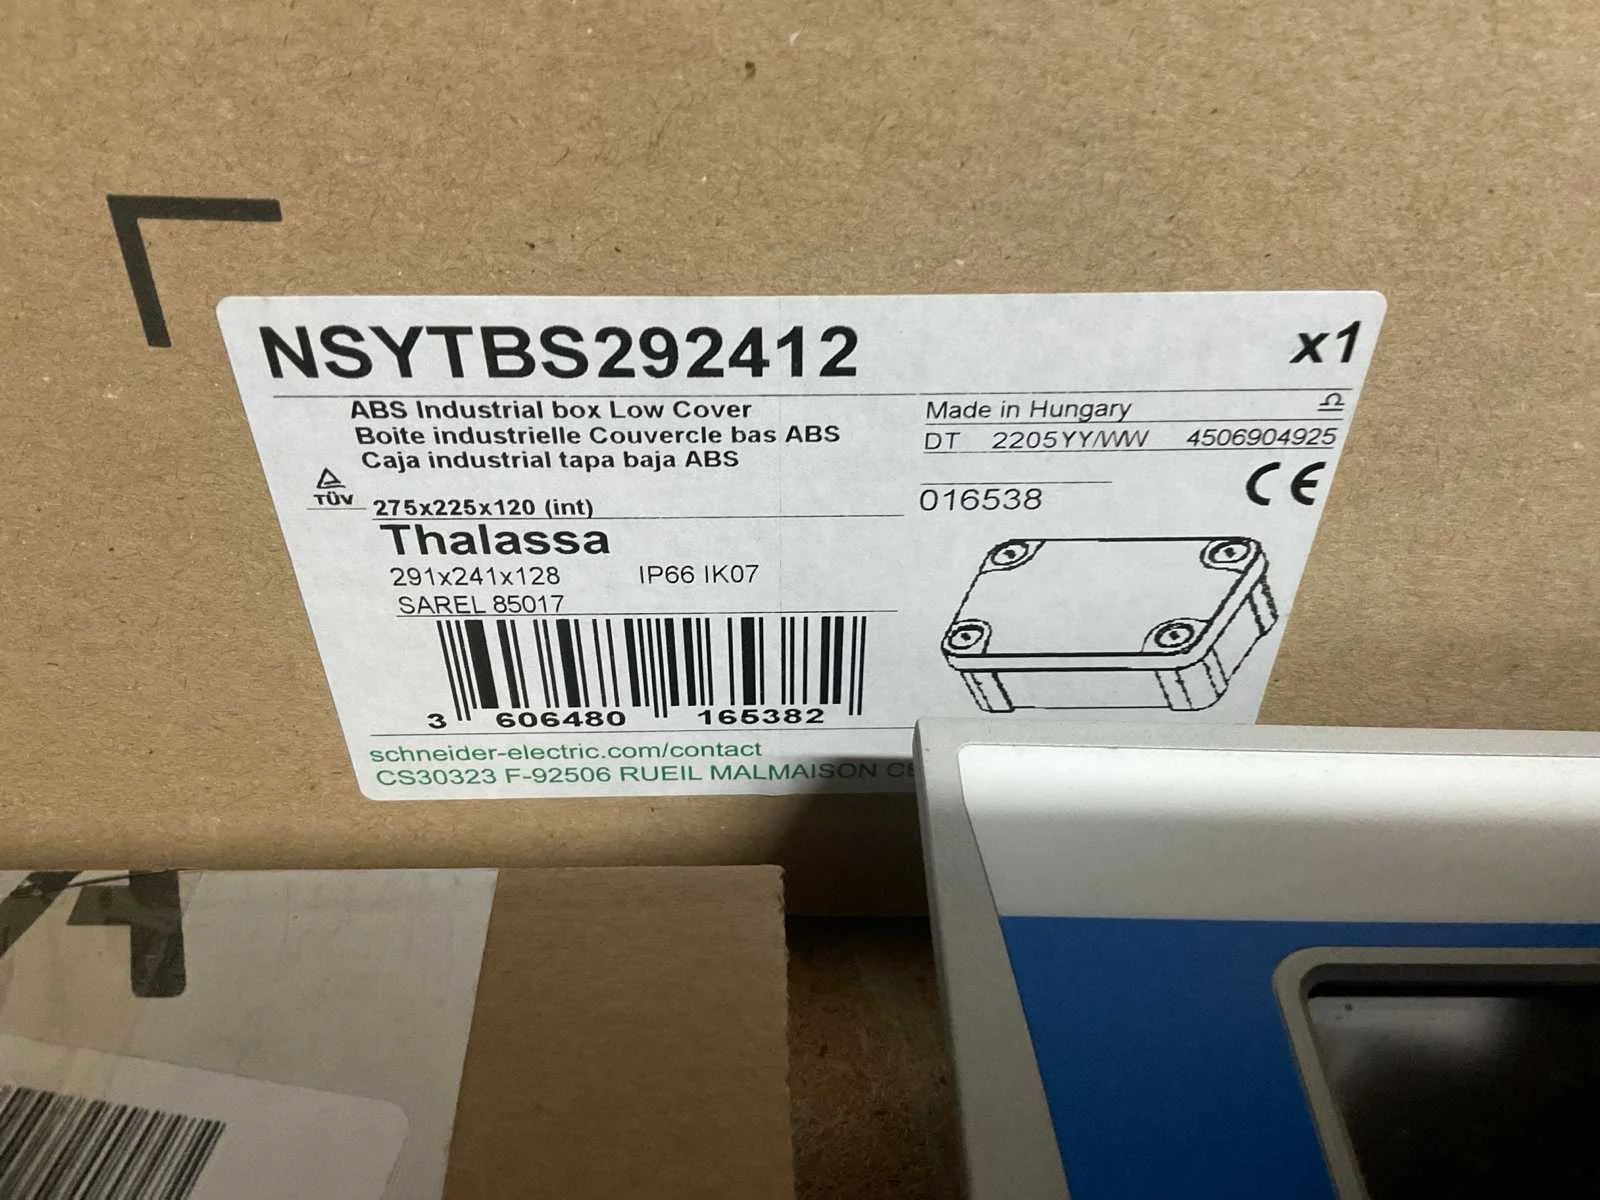 NSYTBS292412
x1
ABS Industrial box Low Cover
Boite industrielle Couvercle bas ABS
Caja industrial tapa baja ABS
TÜV
275x225x120 (int)
Thalassa
291x241x128 IP66 IK07
SAREL 85017
3 606480 165382
schneider-electric.com/contact
CS30323 F-92506 RUEIL MALMAISON
Made in Hungary
DT 2205YY/WW 4506904925
016538
CE